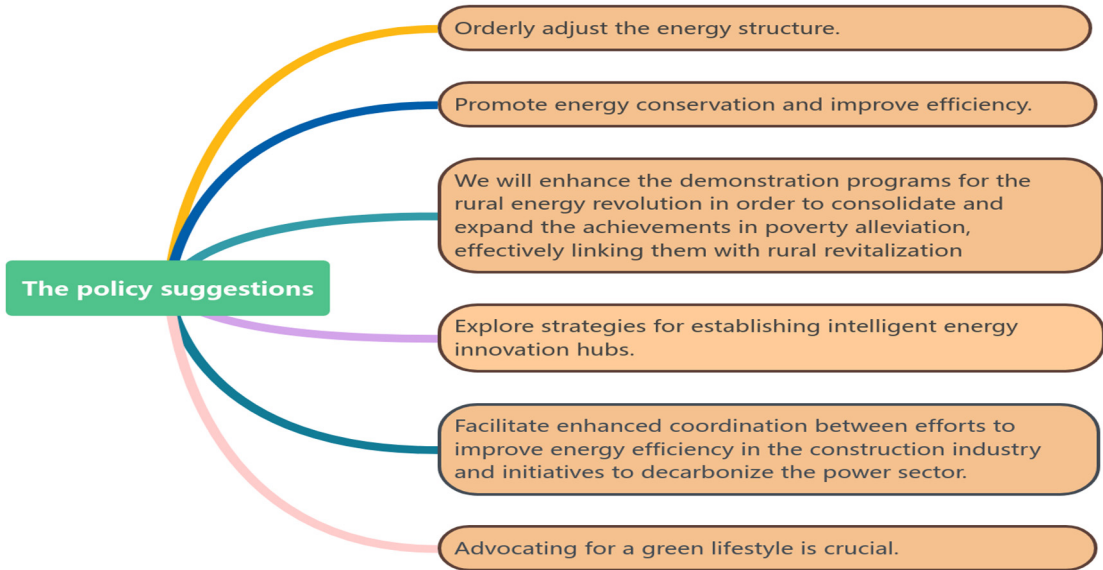 Orderly adjust the energy structure.
Promote energy conservation and improve efficiency.
We will enhance the demonstration programs for the
rural energy revolution in order to consolidate and
expand the achievements in poverty alleviation,
effectively linking them with rural revitalization
The policy suggestions
Explore strategies for establishing intelligent energy
innovation hubs.
Facilitate enhanced coordination between efforts to
improve energy efficiency in the construction industry
and initiatives to decarbonize the power sector.
Advocating for a green lifestyle is crucial.